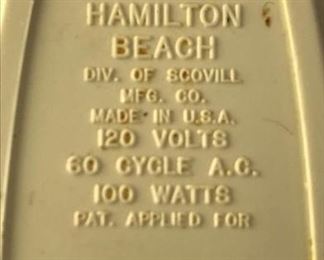 HAMILTON
BEACH
DIV. OF SCOVILL
MFG. CO.
MADE IN U.S.A.
120 VOLTS
60 CYCLE A.C.
100 WATTS
PAT. APPLIED FOR